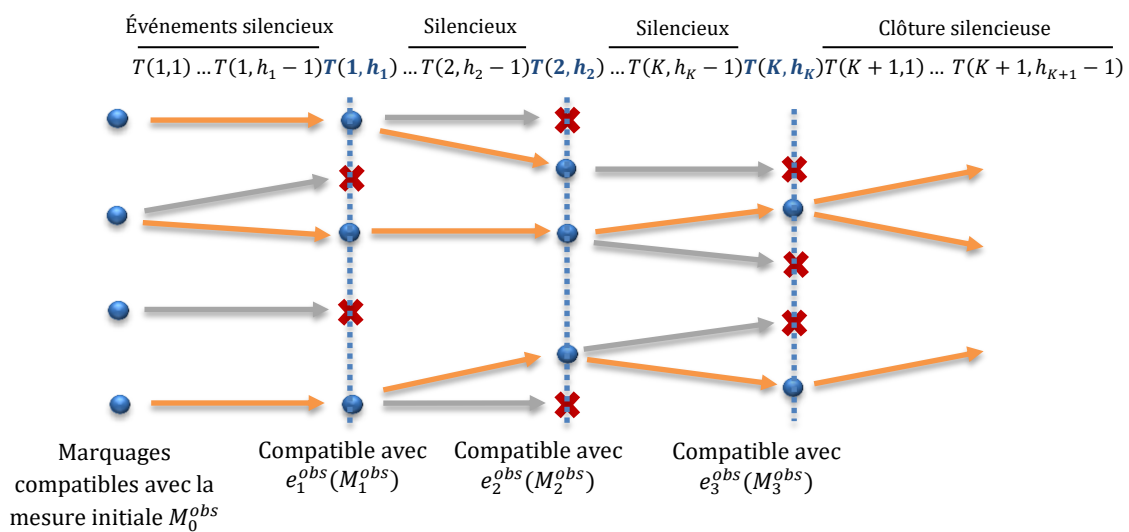 Événements silencieux Silencieux Silencieux Clôture silencieuse
T(1,1) … T(1, h₁ − 1)T(1, h₁) … T(2, h₂ − 1)T(2, h₂) … T(K, h_K − 1)T(K, h_K)T(K + 1,1) … T(K + 1, h_{K+1} − 1)
Marquages
compatibles avec la
mesure initiale M₀^{obs}
Compatible avec
e₁^{obs}(M₁^{obs})
Compatible avec
e₂^{obs}(M₂^{obs})
Compatible avec
e₃^{obs}(M₃^{obs})